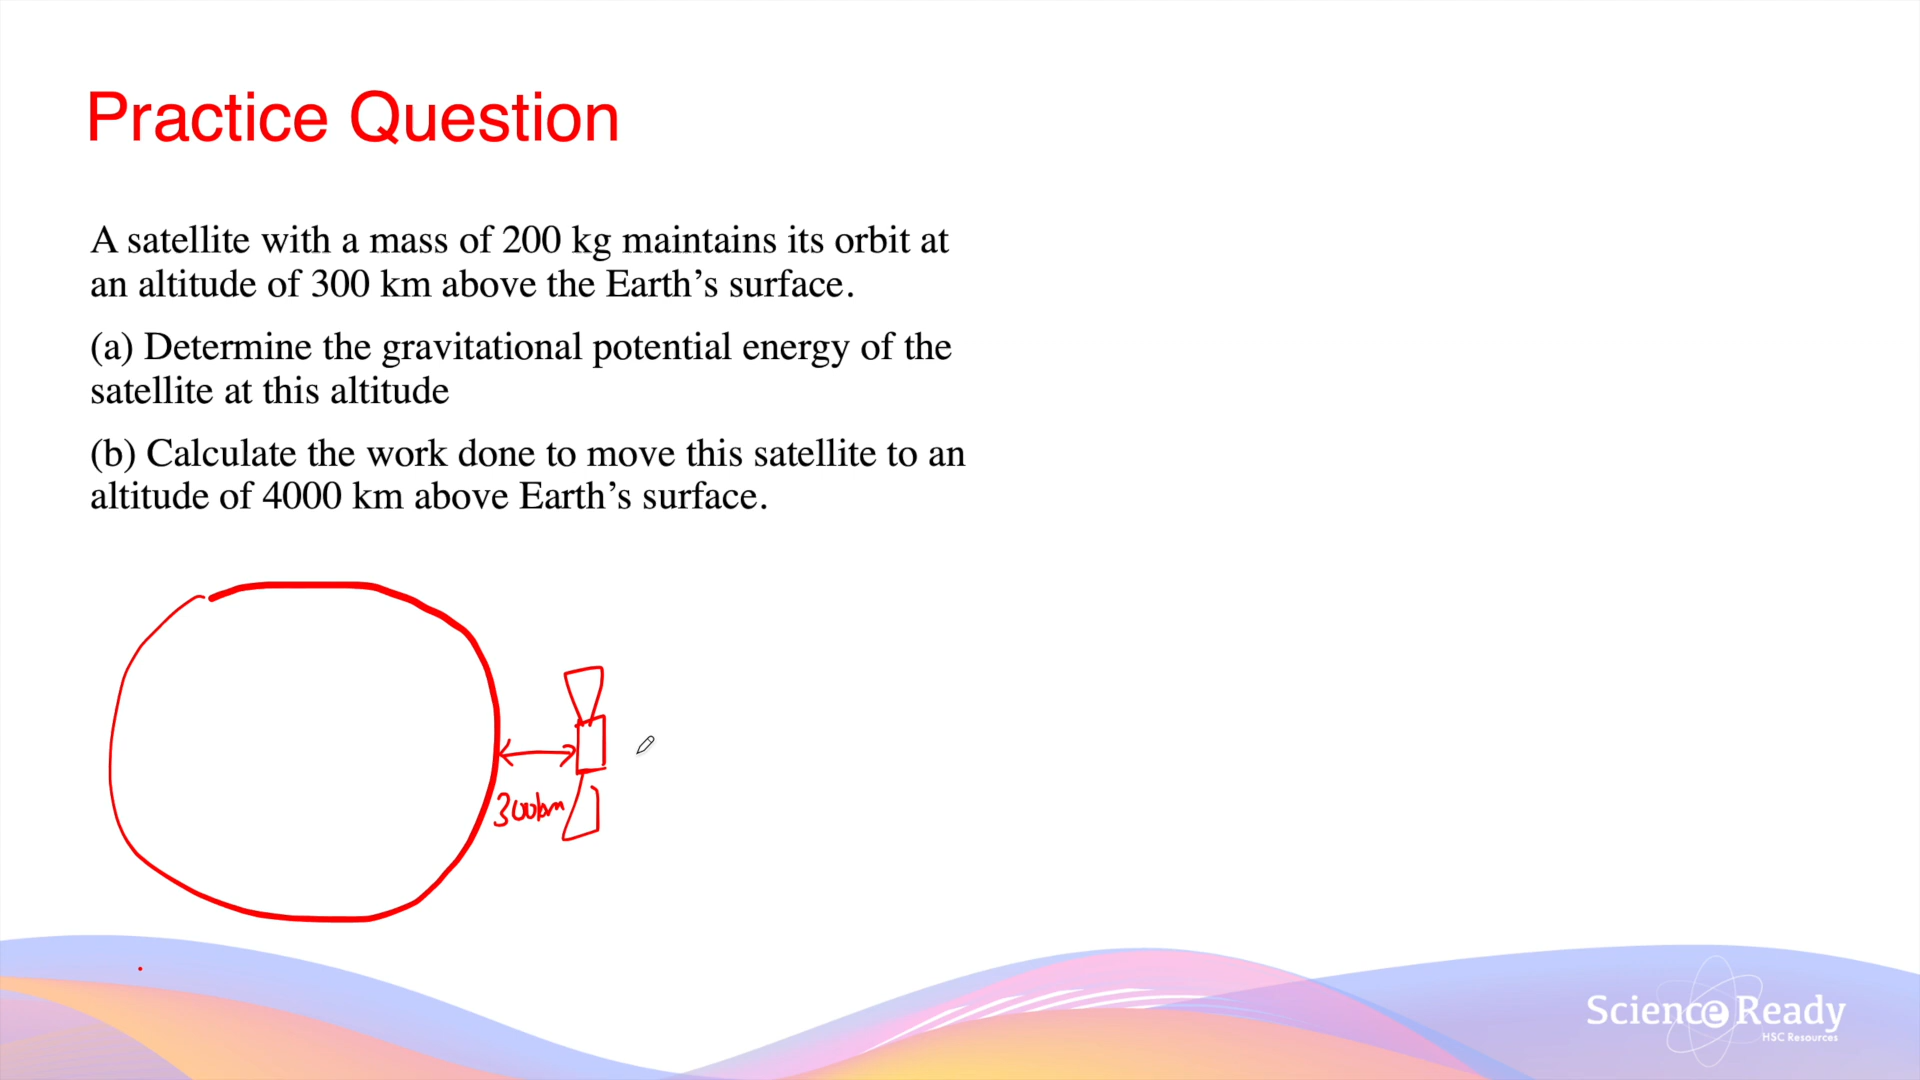 Practice Question
A satellite with a mass of 200 kg maintains its orbit at
an altitude of 300 km above the Earth’s surface.
(a) Determine the gravitational potential energy of the
satellite at this altitude
(b) Calculate the work done to move this satellite to an
altitude of 4000 km above Earth’s surface.
300km
Science Ready
HSC Resources